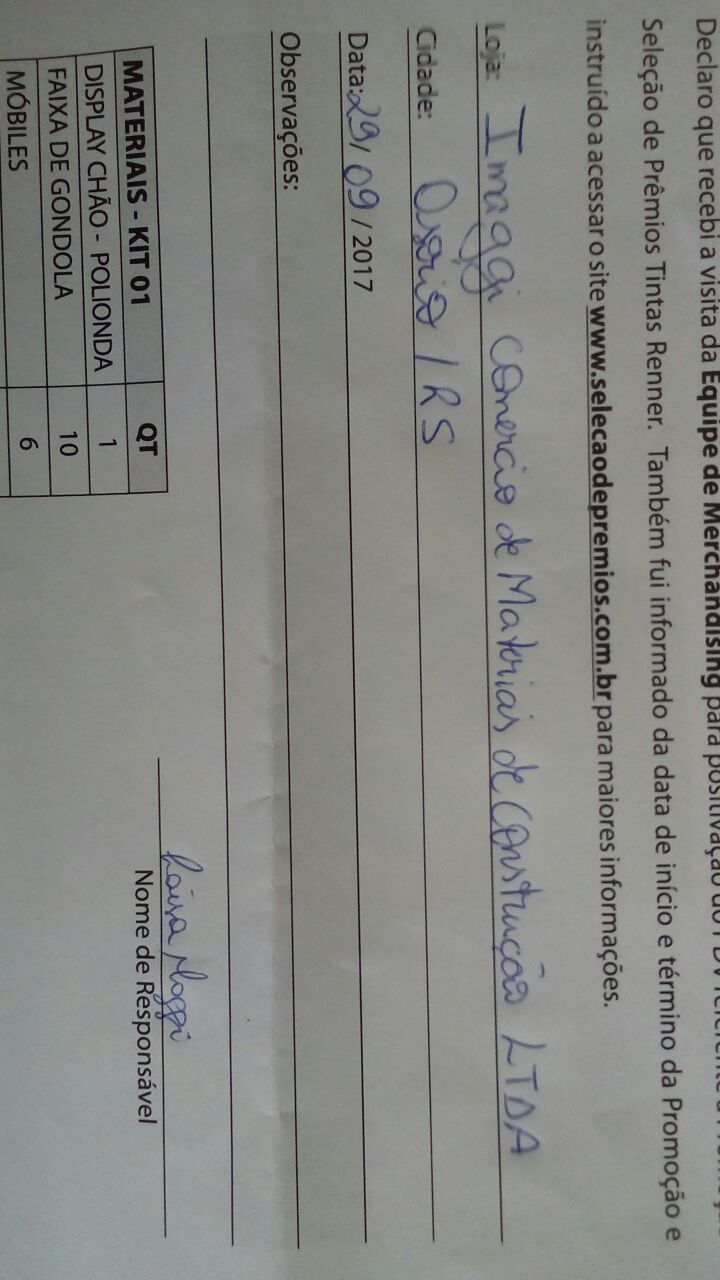 Declaro que recebi a visita da Equipe de Merchandising para positivação do PDV referente
Seleção de Prêmios Tintas Renner. Também fui informado da data de início e término da Promoção e
instruído a acessar o site www.selecaodepremios.com.br para maiores informações.
Loja: Imaggi comercio de Materiais de Construção LTDA
Cidade: Osorio / RS
Data: 29/ 09 / 2017
Observações:
MATERIAIS - KIT 01 QT
DISPLAY CHÃO - POLIONDA 1
FAIXA DE GONDOLA 10
MÓBILES 6
Maggi
Nome de Responsável